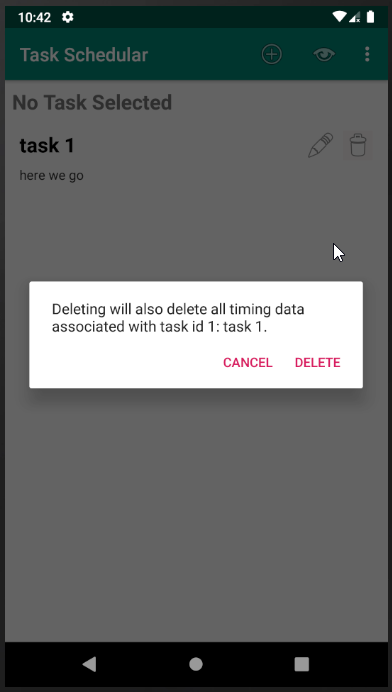 10:42
Task Schedular
No Task Selected
task 1
here we go
Deleting will also delete all timing data
associated with task id 1: task 1.
CANCEL DELETE